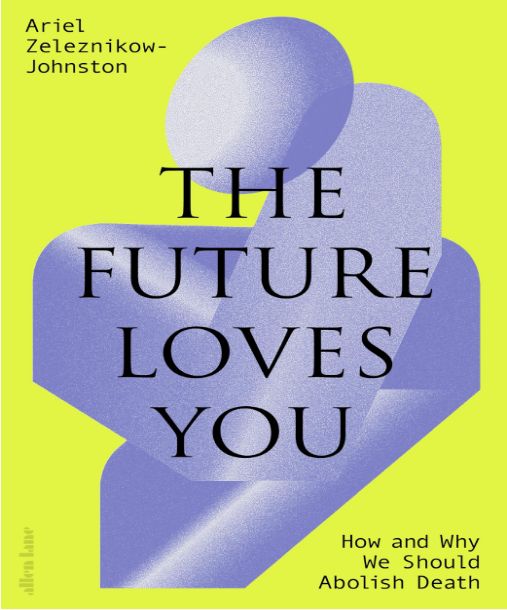 Ariel
Zeleznikow-
Johnston
THE
FUTURE
LOVES
YOU
How and Why
We Should
Abolish Death
allen lane